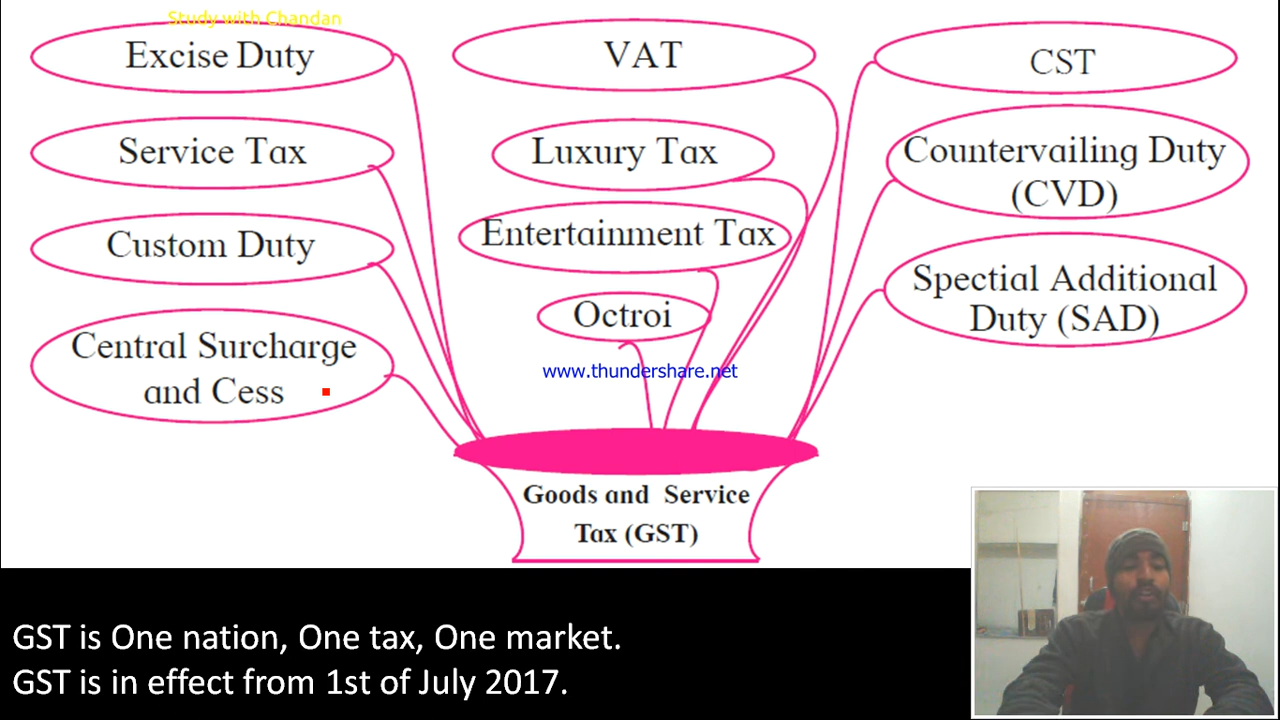 Study with Chandan
Excise Duty
VAT
CST
Service Tax
Luxury Tax
Countervailing Duty
(CVD)
Custom Duty
Entertainment Tax
Spectial Additional
Duty (SAD)
Octroi
Central Surcharge
and Cess
www.thundershare.net
Goods and Service
Tax (GST)
GST is One nation, One tax, One market.
GST is in effect from 1st of July 2017.